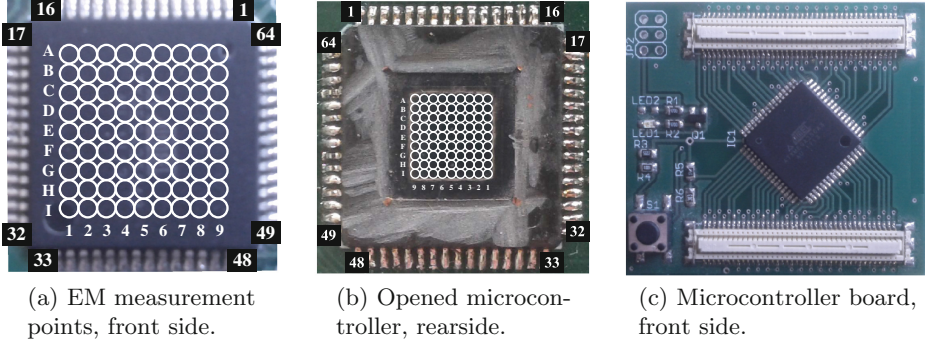 16 1
17 64
A
B
C
D
E
F
G
H
I
1 2 3 4 5 6 7 8 9
32 49
33 48
(a) EM measurement
points, front side.
1 16
64 17
A
B
C
D
E
F
G
H
I
9 8 7 6 5 4 3 2 1
49 32
48 33
(b) Opened microcon-
troller, rearside.
JP2
LED2 R1
LED1 R2 Q1
IC1
R3
R5
R6
(c) Microcontroller board,
front side.